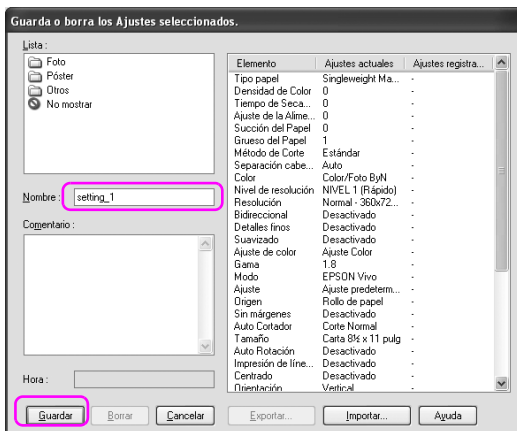 Guarda o borra los Ajustes seleccionados.
Lista :
Foto
Póster
Otros
No mostrar
Nombre : setting_1
Comentario :
Hora :
Elemento Ajustes actuales Ajustes registra...
Tipo papel Singleweight Ma... -
Densidad de Color 0 -
Tiempo de Seca... 0 -
Ajuste de la Alime... 0 -
Succión del Papel 0 -
Grueso del Papel 1 -
Método de Corte Estándar -
Separación cabe... Auto -
Color Color/Foto ByN -
Nivel de resolución NIVEL 1 (Rápido) -
Resolución Normal - 360x72... -
Bidireccional Desactivado -
Detalles finos Desactivado -
Suavizado Desactivado -
Ajuste de color Ajuste Color -
Gama 1.8 -
Modo EPSON Vivo -
Ajuste Ajuste predeterm... -
Origen Rollo de papel -
Sin márgenes Desactivado -
Auto Cortador Corte Normal -
Tamaño Carta 8½ x 11 pulg -
Auto Rotación Desactivado -
Impresión de líne... Desactivado -
Centrado Desactivado -
Orientación Vertical -
Guardar Borrar Cancelar Exportar... Importar... Ayuda